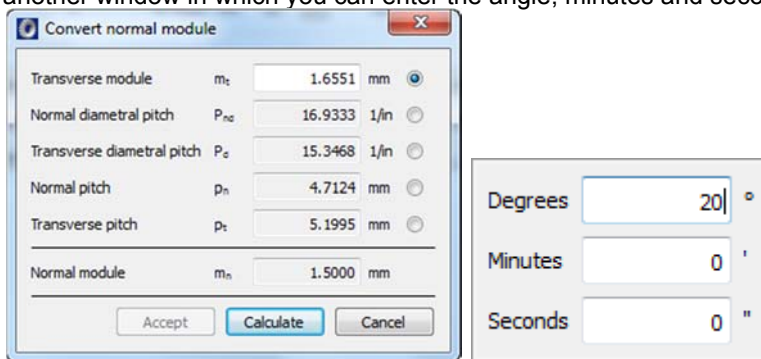 another window in which you can enter the angle, minutes and seco
Convert normal module
Transverse module mt 1.6551 mm
Normal diametral pitch Pnd 16.9333 1/in
Transverse diametral pitch Pd 15.3468 1/in
Normal pitch pn 4.7124 mm
Transverse pitch pt 5.1995 mm
Normal module mn 1.5000 mm
Accept Calculate Cancel
Degrees 20 °
Minutes 0 '
Seconds 0 "